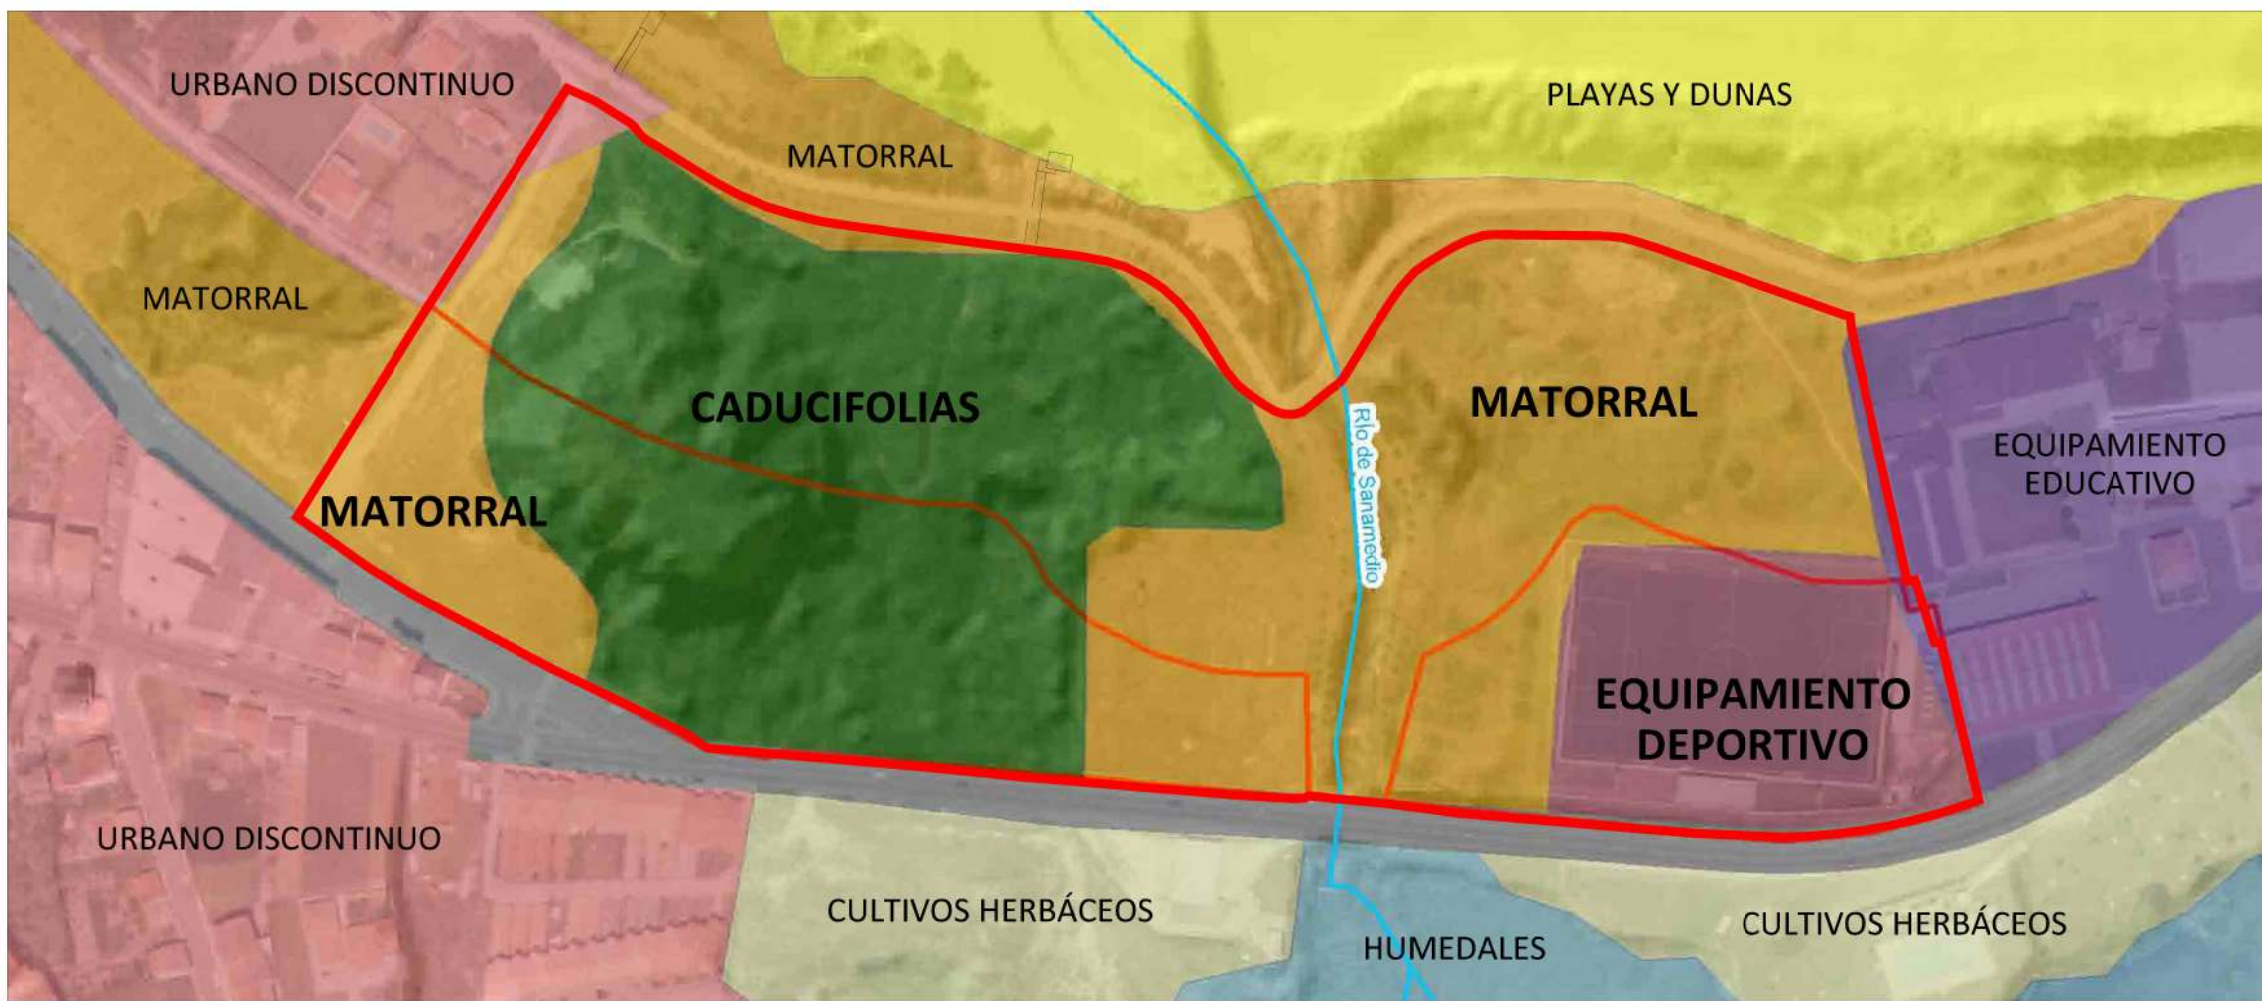 URBANO DISCONTINUO
PLAYAS Y DUNAS
MATORRAL
MATORRAL
CADUCIFOLIAS
MATORRAL
EQUIPAMIENTO
EDUCATIVO
MATORRAL
Río de Sanamedio
EQUIPAMIENTO
DEPORTIVO
URBANO DISCONTINUO
CULTIVOS HERBÁCEOS
CULTIVOS HERBÁCEOS
HUMEDALES